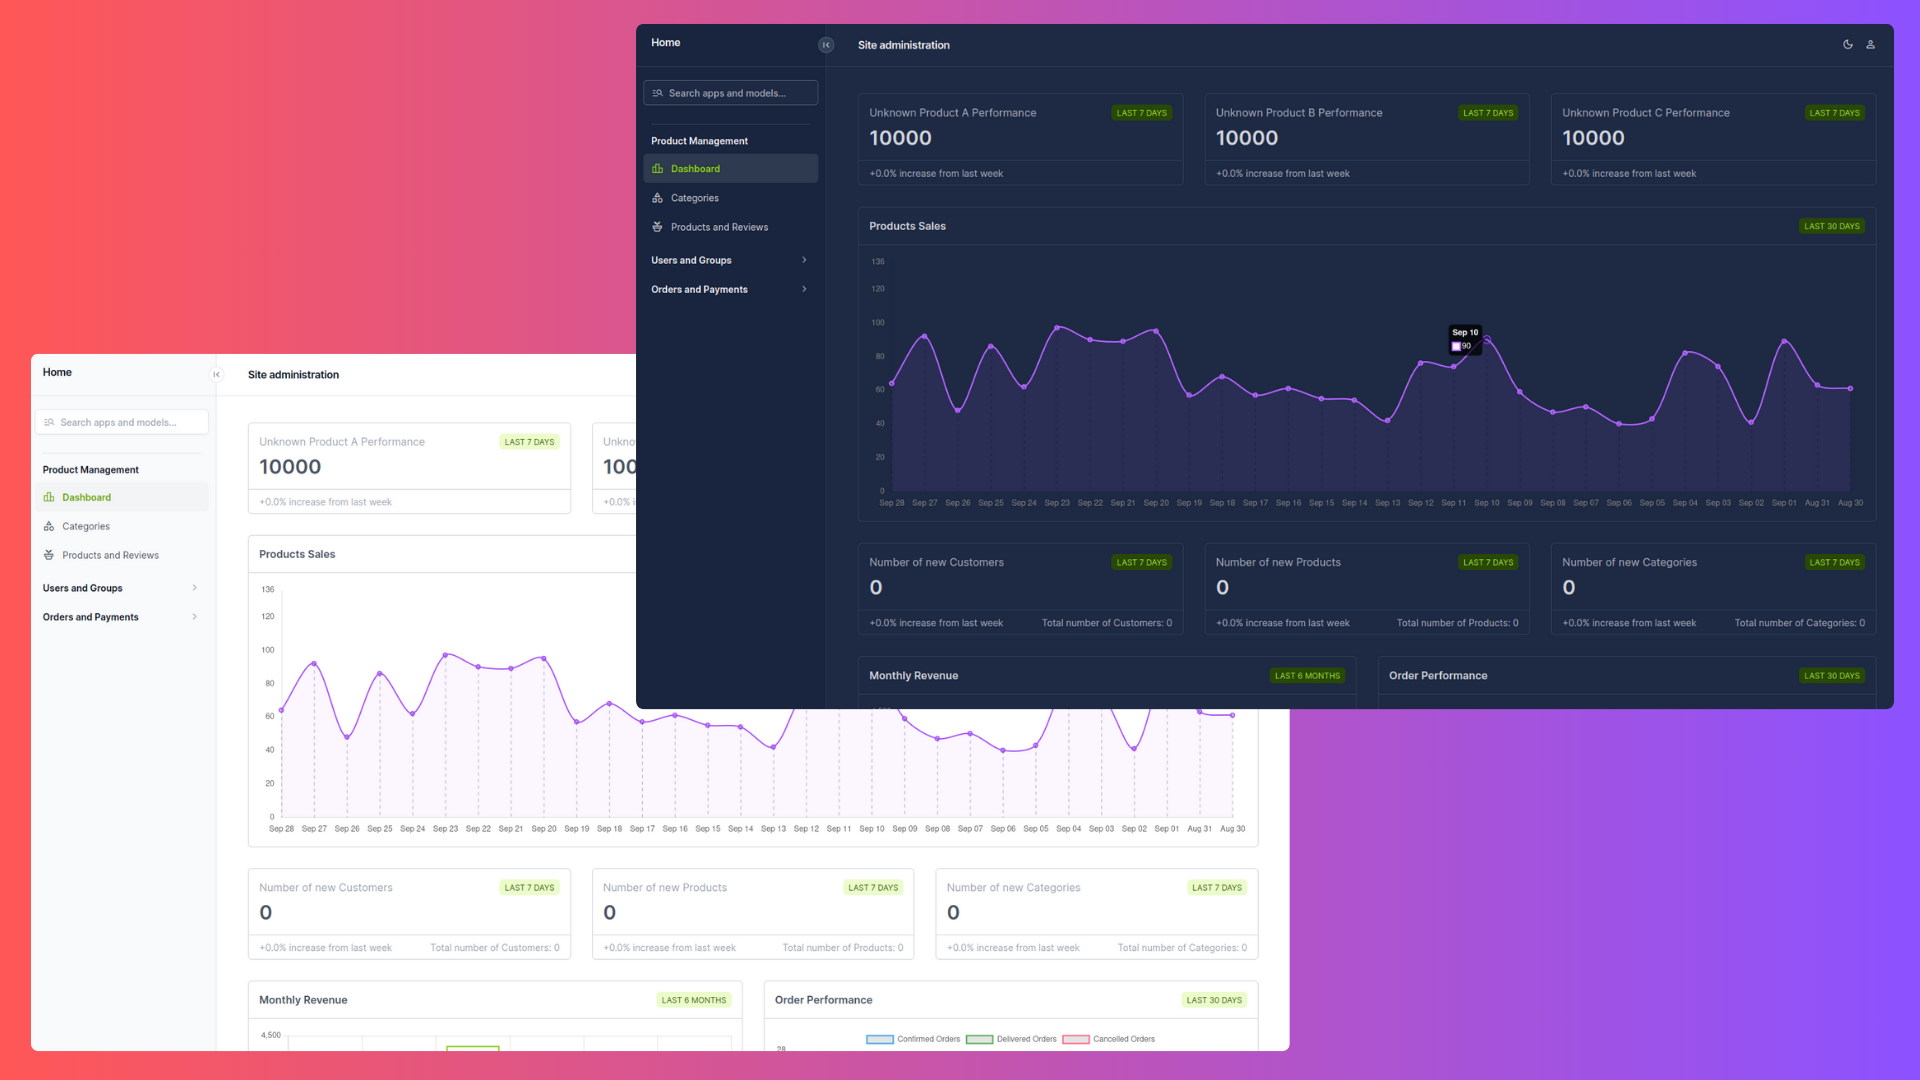 Home
Site administration
Search apps and models...
Unknown Product A Performance
LAST 7 DAYS
10000
+0.0% increase from last week
Unknown Product B Performance
LAST 7 DAYS
10000
+0.0% increase from last week
Unknown Product C Performance
LAST 7 DAYS
10000
+0.0% increase from last week
Product Management
Dashboard
Categories
Products and Reviews
Users and Groups
Orders and Payments
Products Sales
LAST 30 DAYS
136
120
100
80
60
40
20
0
Sep 10
90
Sep 28 Sep 27 Sep 26 Sep 25 Sep 24 Sep 23 Sep 22 Sep 21 Sep 20 Sep 19 Sep 18 Sep 17 Sep 16 Sep 15 Sep 14 Sep 13 Sep 12 Sep 11 Sep 10 Sep 09 Sep 08 Sep 07 Sep 06 Sep 05 Sep 04 Sep 03 Sep 02 Sep 01 Aug 31 Aug 30
Number of new Customers
LAST 7 DAYS
0
+0.0% increase from last week
Total number of Customers: 0
Number of new Products
LAST 7 DAYS
0
+0.0% increase from last week
Total number of Products: 0
Number of new Categories
LAST 7 DAYS
0
+0.0% increase from last week
Total number of Categories: 0
Monthly Revenue
LAST 6 MONTHS
Order Performance
LAST 30 DAYS
Home
Site administration
Search apps and models...
Product Management
Dashboard
Categories
Products and Reviews
Users and Groups
Orders and Payments
Unknown Product A Performance
LAST 7 DAYS
10000
+0.0% increase from last week
Products Sales
136
120
100
80
60
40
20
0
Sep 28 Sep 27 Sep 26 Sep 25 Sep 24 Sep 23 Sep 22 Sep 21 Sep 20 Sep 19 Sep 18 Sep 17 Sep 16 Sep 15 Sep 14 Sep 13 Sep 12 Sep 11 Sep 10 Sep 09 Sep 08 Sep 07 Sep 06 Sep 05 Sep 04 Sep 03 Sep 02 Sep 01 Aug 31 Aug 30
Number of new Customers
LAST 7 DAYS
0
+0.0% increase from last week
Total number of Customers: 0
Number of new Products
LAST 7 DAYS
0
+0.0% increase from last week
Total number of Products: 0
Number of new Categories
LAST 7 DAYS
0
+0.0% increase from last week
Total number of Categories: 0
Monthly Revenue
LAST 6 MONTHS
4,500
Order Performance
LAST 30 DAYS
Confirmed Orders
Delivered Orders
Cancelled Orders
28